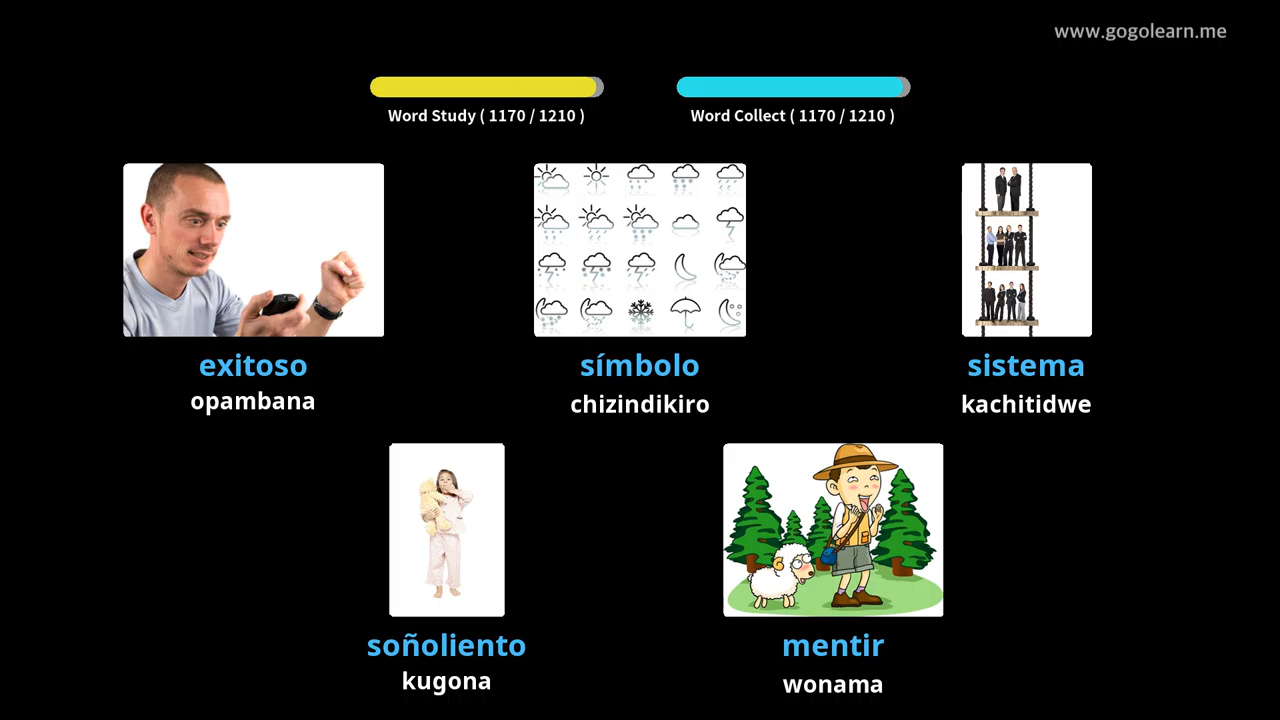 www.gogolearn.me
Word Study ( 1170 / 1210 )
Word Collect ( 1170 / 1210 )
exitoso
opambana
símbolo
chizindikiro
sistema
kachitidwe
soñoliento
kugona
mentir
wonama